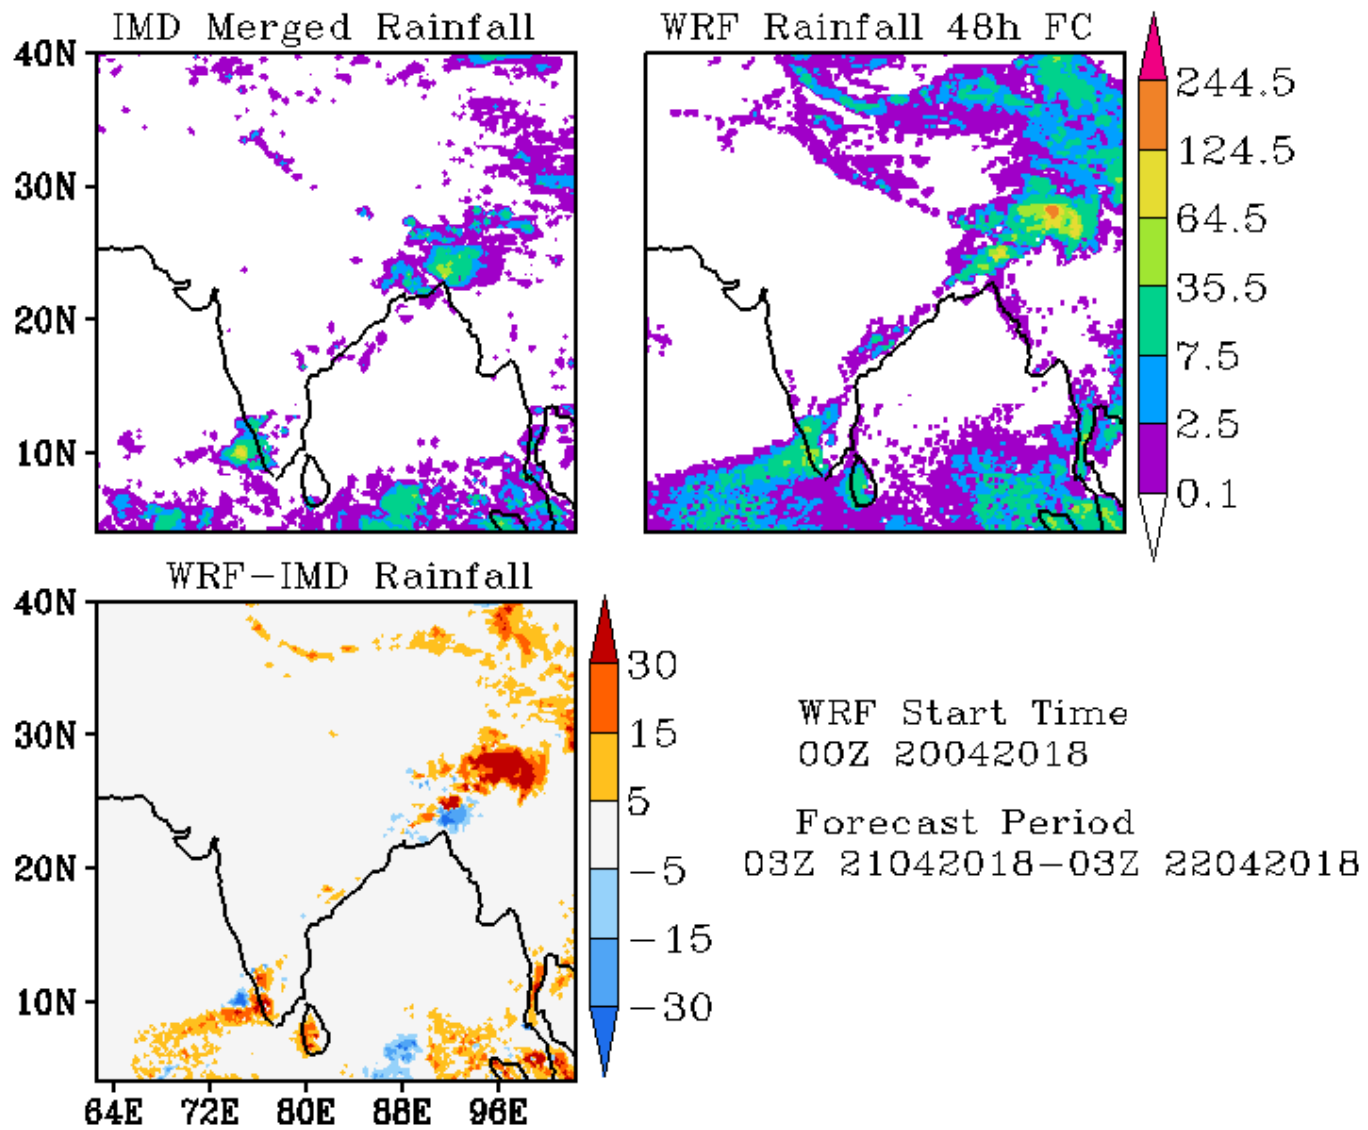 IMD Merged Rainfall
WRF Rainfall 48h FC
40N
30N
20N
10N
244.5
124.5
64.5
35.5
7.5
2.5
0.1
WRF-IMD Rainfall
40N
30N
20N
10N
64E 72E 80E 88E 96E
30
15
5
-5
-15
-30
WRF Start Time
00Z 20042018
Forecast Period
03Z 21042018-03Z 22042018